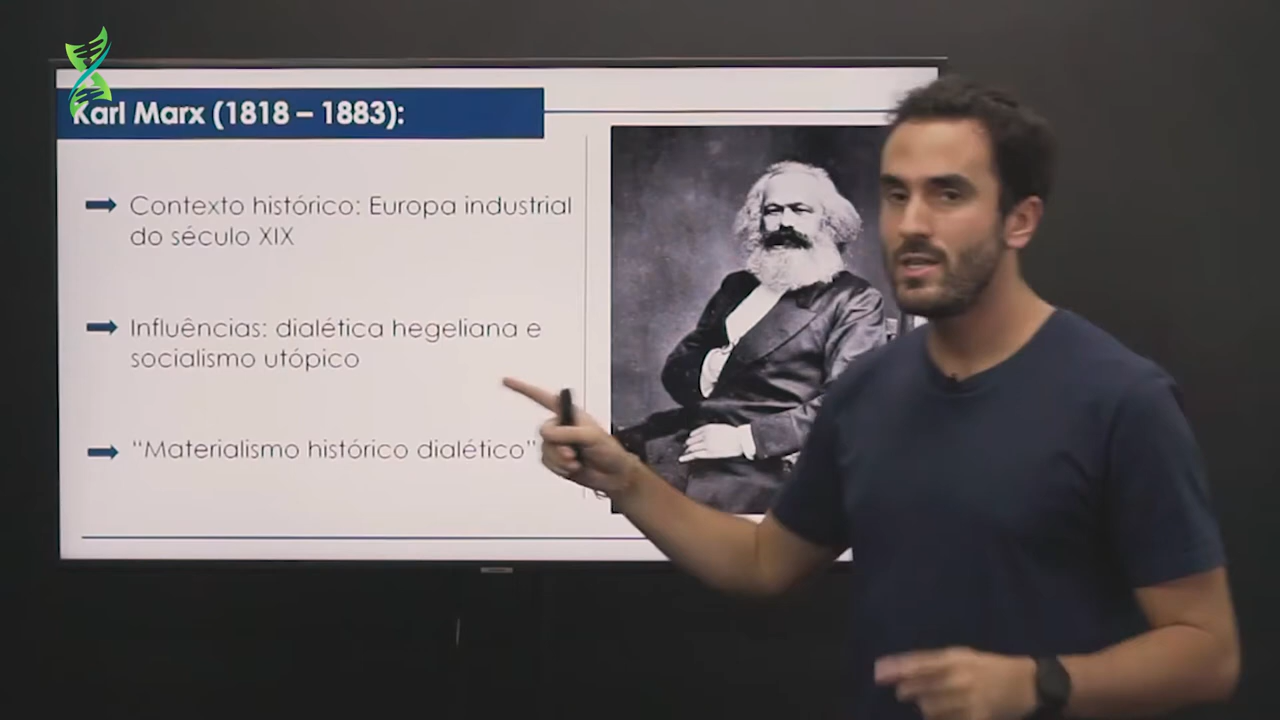 Karl Marx (1818 – 1883):
Contexto histórico: Europa industrial
do século XIX
Influências: dialética hegeliana e
socialismo utópico
“Materialismo histórico dialético”